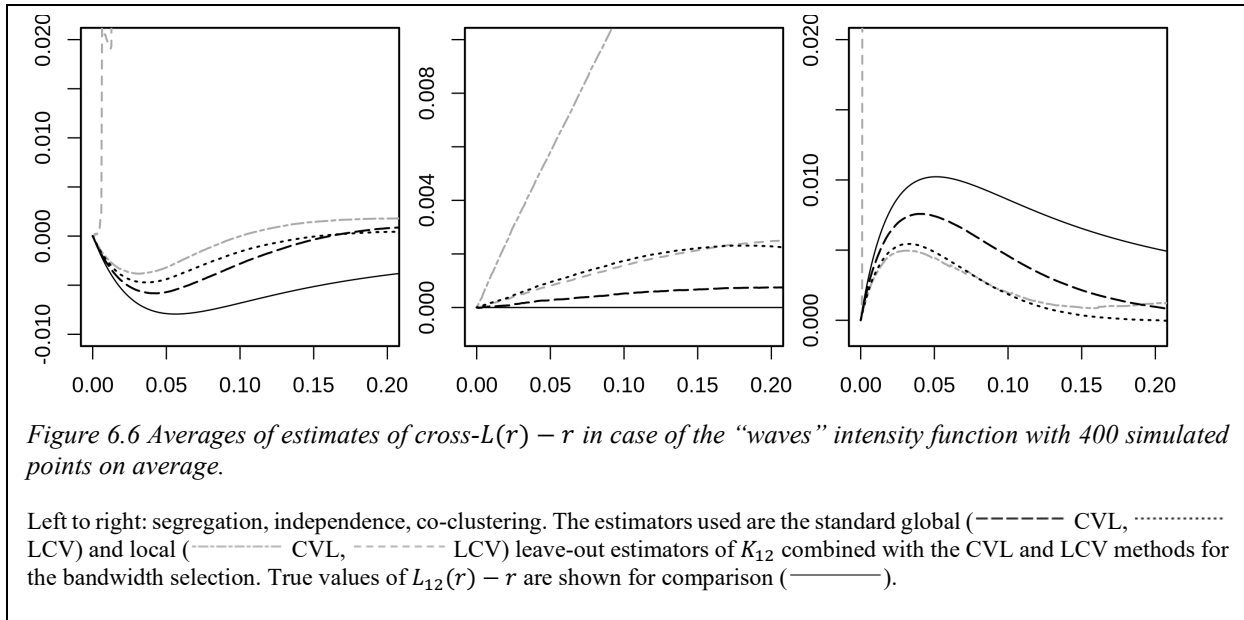 0.020
0.010
0.000
-0.010
0.00 0.05 0.10 0.15 0.20
0.008
0.004
0.000
0.00 0.05 0.10 0.15 0.20
0.020
0.010
0.000
0.00 0.05 0.10 0.15 0.20
Figure 6.6 Averages of estimates of cross-L(r) − r in case of the “waves” intensity function with 400 simulated
points on average.
Left to right: segregation, independence, co-clustering. The estimators used are the standard global ( CVL,
LCV) and local ( CVL, LCV) leave-out estimators of K₁₂ combined with the CVL and LCV methods for
the bandwidth selection. True values of L₁₂(r) − r are shown for comparison ( ).